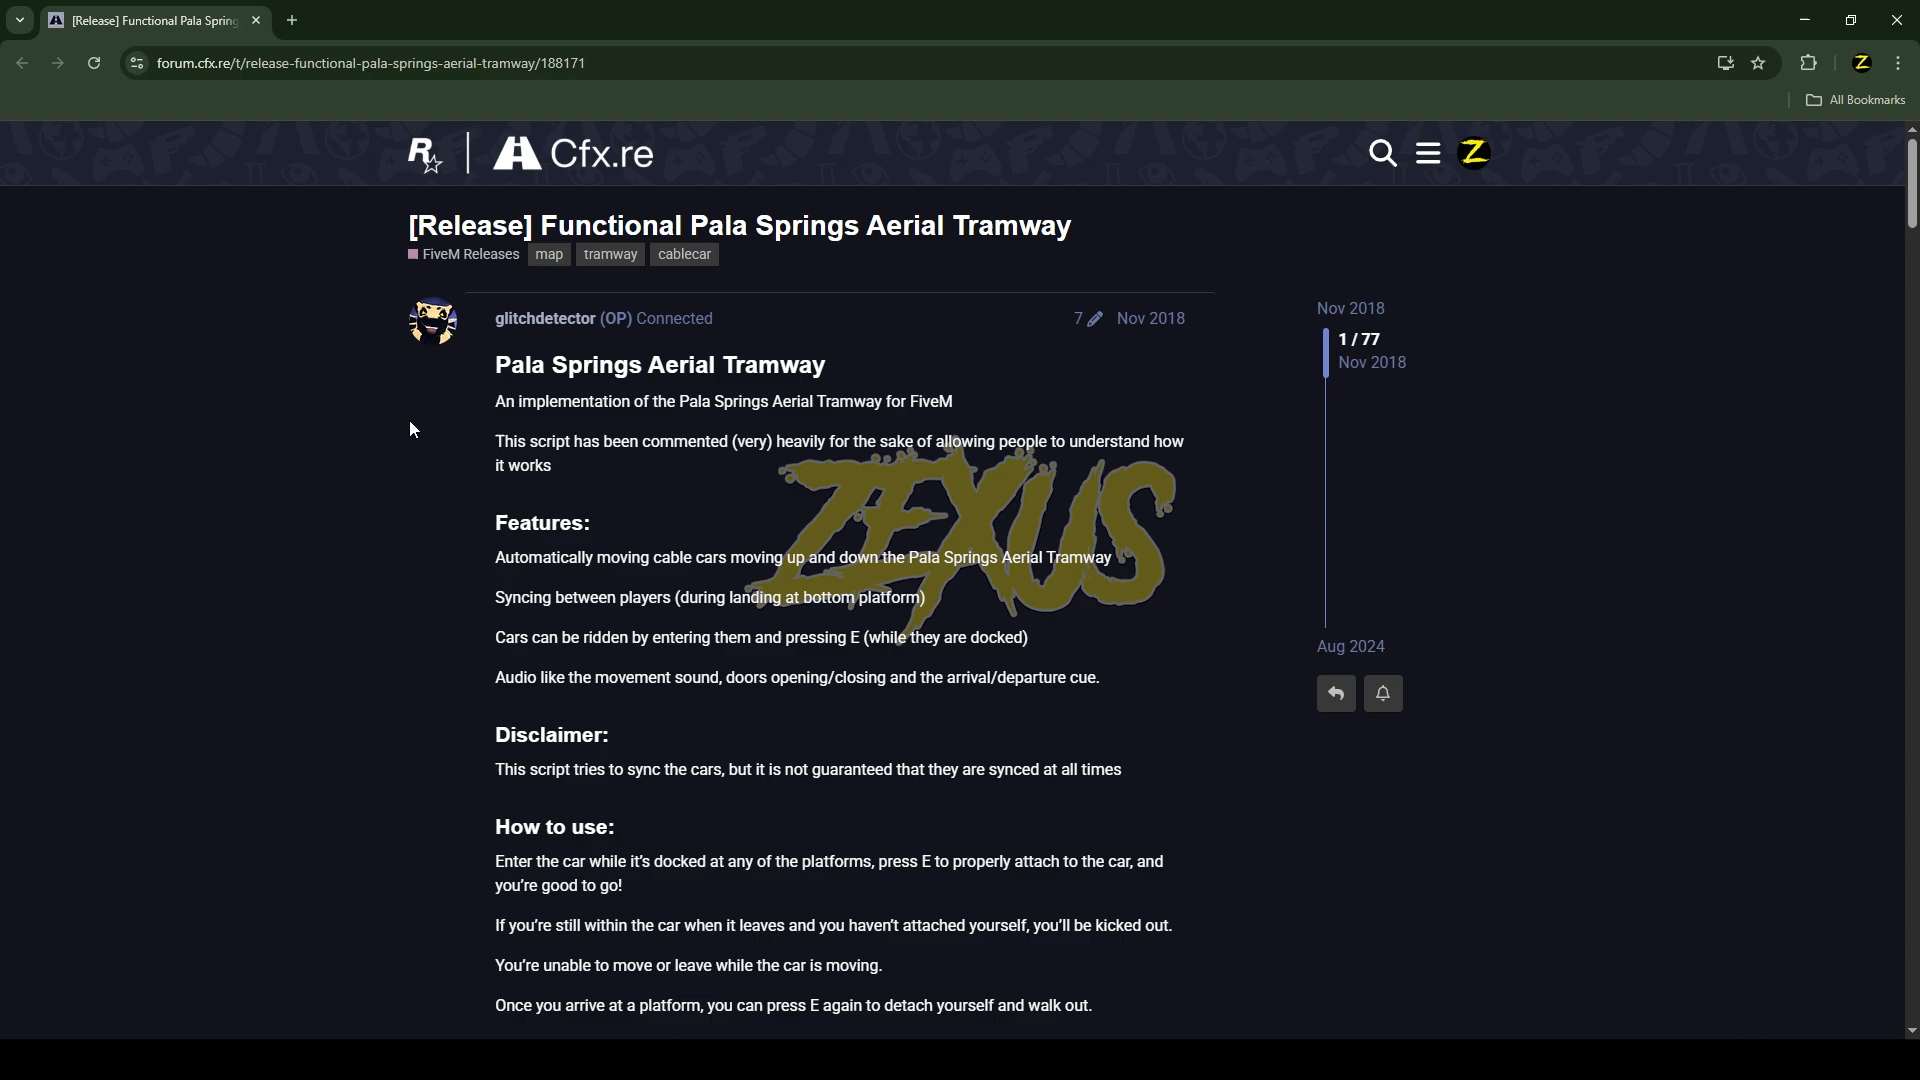 [Release] Functional Pala Spring
forum.cfx.re/t/release-functional-pala-springs-aerial-tramway/188171
Z
All Bookmarks
R
Cfx.re
Z
[Release] Functional Pala Springs Aerial Tramway
FiveM Releases map tramway cablecar
glitchdetector (OP) Connected
7 Nov 2018
Pala Springs Aerial Tramway
An implementation of the Pala Springs Aerial Tramway for FiveM
This script has been commented (very) heavily for the sake of allowing people to understand how
it works
ZEXUS
Features:
Automatically moving cable cars moving up and down the Pala Springs Aerial Tramway
Syncing between players (during landing at bottom platform)
Cars can be ridden by entering them and pressing E (while they are docked)
Audio like the movement sound, doors opening/closing and the arrival/departure cue.
Disclaimer:
This script tries to sync the cars, but it is not guaranteed that they are synced at all times
How to use:
Enter the car while it's docked at any of the platforms, press E to properly attach to the car, and
you're good to go!
If you're still within the car when it leaves and you haven't attached yourself, you'll be kicked out.
You're unable to move or leave while the car is moving.
Once you arrive at a platform, you can press E again to detach yourself and walk out.
Nov 2018
1 / 77
Nov 2018
Aug 2024